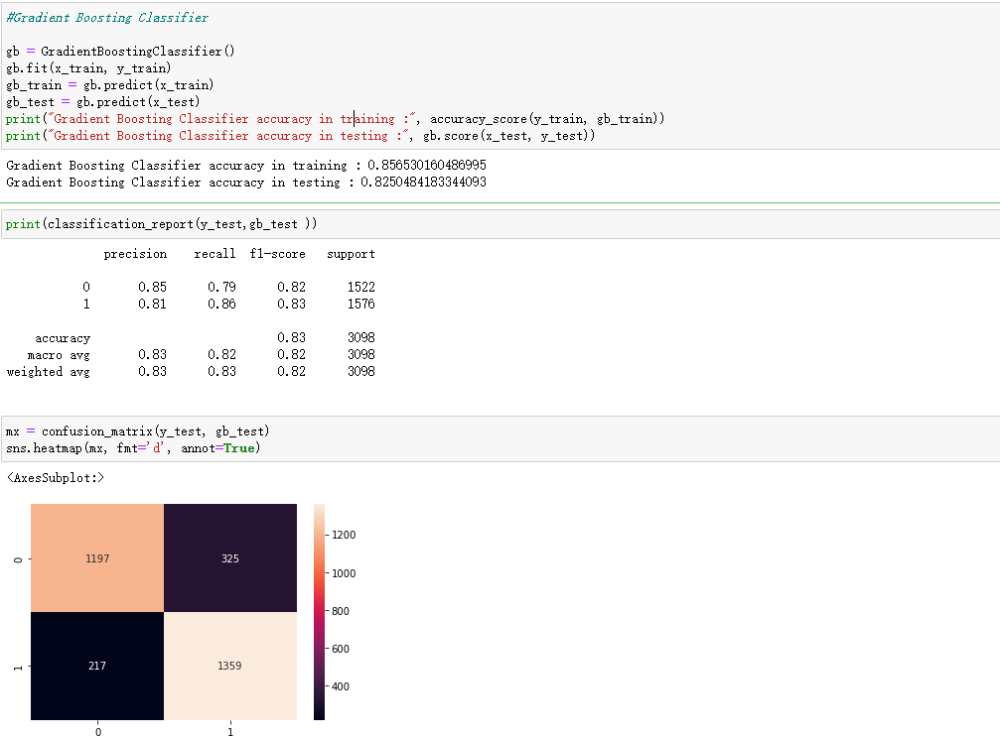 #Gradient Boosting Classifier
gb = GradientBoostingClassifier()
gb.fit(x_train, y_train)
gb_train = gb.predict(x_train)
gb_test = gb.predict(x_test)
print("Gradient Boosting Classifier accuracy in training :", accuracy_score(y_train, gb_train))
print("Gradient Boosting Classifier accuracy in testing :", gb.score(x_test, y_test))
Gradient Boosting Classifier accuracy in training : 0.856530160486995
Gradient Boosting Classifier accuracy in testing : 0.8250484183344093
print(classification_report(y_test,gb_test ))
precision recall f1-score support
0 0.85 0.79 0.82 1522
1 0.81 0.86 0.83 1576
accuracy 0.83 3098
macro avg 0.83 0.82 0.82 3098
weighted avg 0.83 0.83 0.82 3098
mx = confusion_matrix(y_test, gb_test)
sns.heatmap(mx, fmt='d', annot=True)
<AxesSubplot:>
0 1197 325
1 217 1359
0 1
1200
1000
800
600
400